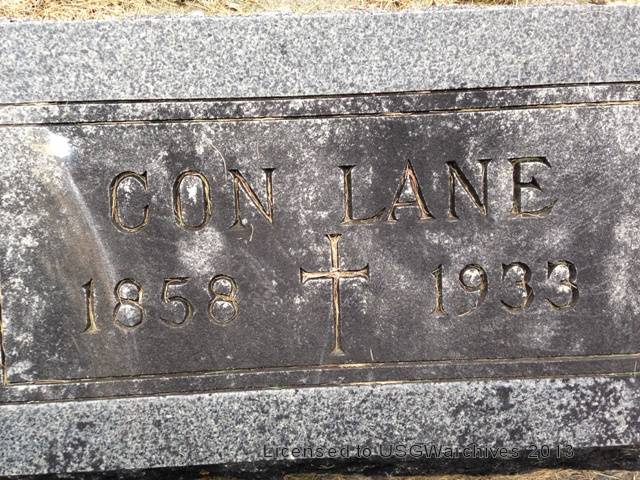 CON LANE
1858 1933
Licensed to USGWarchives 2013